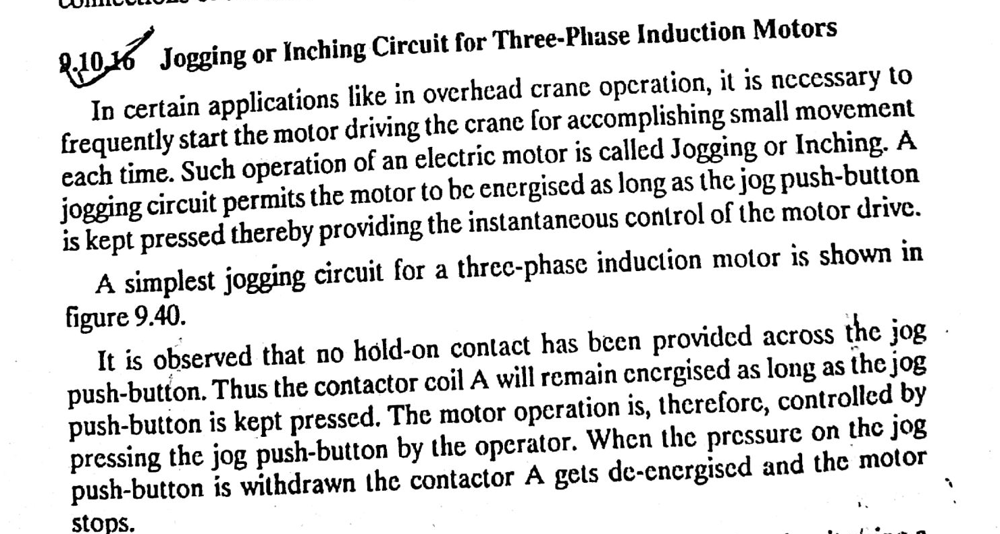 9.10.16 Jogging or Inching Circuit for Three-Phase Induction Motors
In certain applications like in overhead crane operation, it is necessary to
frequently start the motor driving the crane for accomplishing small movement
each time. Such operation of an electric motor is called Jogging or Inching. A
jogging circuit permits the motor to be energised as long as the jog push-button
is kept pressed thereby providing the instantaneous control of the motor drive.
A simplest jogging circuit for a three-phase induction motor is shown in
figure 9.40.
It is observed that no hold-on contact has been provided across the jog
push-button. Thus the contactor coil A will remain energised as long as the jog
push-button is kept pressed. The motor operation is, therefore, controlled by
pressing the jog push-button by the operator. When the pressure on the jog
push-button is withdrawn the contactor A gets de-energised and the motor
stops.